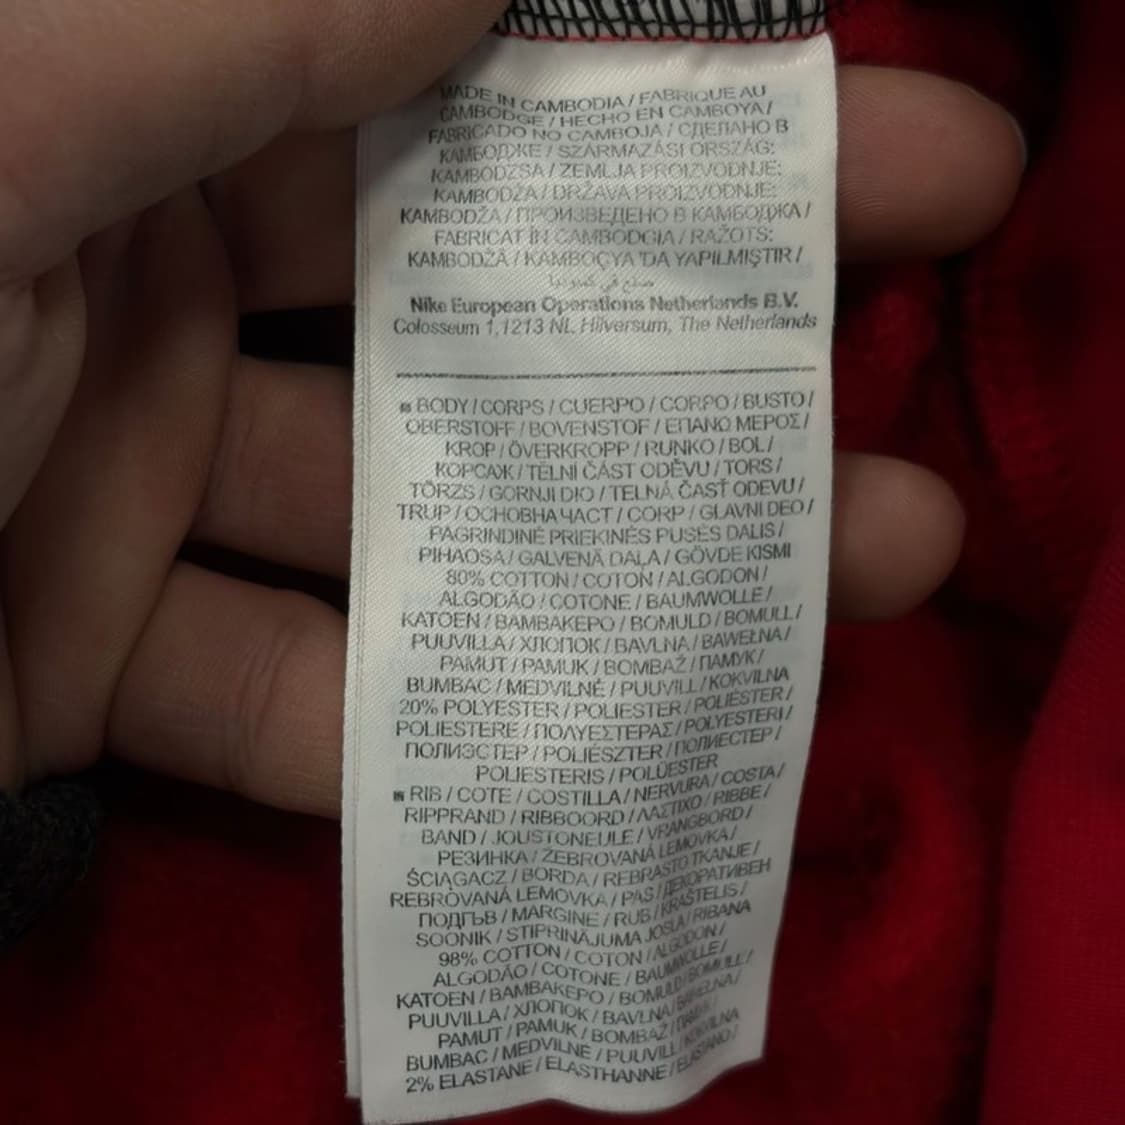 MADE IN CAMBODIA / FABRIQUE AU
CAMBODGE / HECHO EN CAMBOYA /
FABRICADO NO CAMBOJA / СДЕЛАНО В
КАМБОДЖЕ / SZÁRMAZÁSI ORSZÁG:
KAMBODZSA / ZEMLJA PROIZVODNJE:
KAMBODŽA / DRŽAVA PROIZVODNJE:
KAMBODŽA / ПРОИЗВЕДЕНО В КАМБОДЖА /
FABRICAT ÎN CAMBODGIA / RAŽOTS:
KAMBODŽĀ / KAMBOÇYA 'DA YAPILMIŞTIR /
صنع في كمبوديا
Nike European Operations Netherlands B.V.
Colosseum 1,1213 NL Hilversum, The Netherlands
BODY / CORPS / CUERPO / CORPO / BUSTO /
OBERSTOFF / BOVENSTOF / ΕΠΑΝΩ ΜΕΡΟΣ /
KROP / ÖVERKROPP / RUNKO / BOL /
КОРСАЖ / TĚLNÍ ČÁST ODĚVU / TORS /
TÖRZS / GORNJI DIO / TELNÁ ČASŤ ODEVU /
TRUP / ОСНОВНА ЧАСТ / CORP / GLAVNI DEO /
PAGRINDINĖ PRIEKINĖS PUSĖS DALIS /
PIHAOSA / GALVENĀ DAĻA / GÖVDE KISMI
80% COTTON / COTON / ALGODON /
ALGODÃO / COTONE / BAUMWOLLE /
KATOEN / ΒΑΜΒΑΚΕΡΟ / BOMULD / BOMULL /
PUUVILLA / ХЛОПОК / BAVLNA / BAWEŁNA /
PAMUT / PAMUK / BOMBAŽ / ПАМУК /
BUMBAC / MEDVILNĖ / PUUVILL / KOKVILNA
20% POLYESTER / POLIESTER / POLIÉSTER /
POLIESTERE / ΠΟΛΥΕΣΤΕΡΑΣ / POLYESTERI /
ПОЛИЭСТЕР / POLIÉSZTER / ПОЛИЕСТЕР /
POLIESTERIS / POLÜESTER
RIB / COTE / COSTILLA / NERVURA / COSTA /
RIPPRAND / RIBBOORD / ΛΑΣΤΙΧΟ / RIBBE /
BAND / JOUSTONEULE / VRANGBORD /
РЕЗИНКА / ŽEBROVANÁ LEMOVKA /
ŚCIĄGACZ / BORDA / REBRASTO TKANJE /
REBROVANÁ LEMOVKA / PAS / ДЕКОРАТИВЕН
ПОДГЪВ / MARGINE / RUB / KRAŠTELIS /
SOONIK / STIPRINĀJUMA JOSLA / RIBANA
98% COTTON / COTON / ALGODON /
ALGODÃO / COTONE / BAUMWOLLE /
KATOEN / ΒΑΜΒΑΚΕΡΟ / BOMULD / BOMULL /
PUUVILLA / ХЛОПОК / BAVLNA / BAWEŁNA /
PAMUT / PAMUK / BOMBAŽ / ПАМУК /
BUMBAC / MEDVILNĖ / PUUVILL / KOKVILNA
2% ELASTANE / ELASTHANNE / ELASTANO /